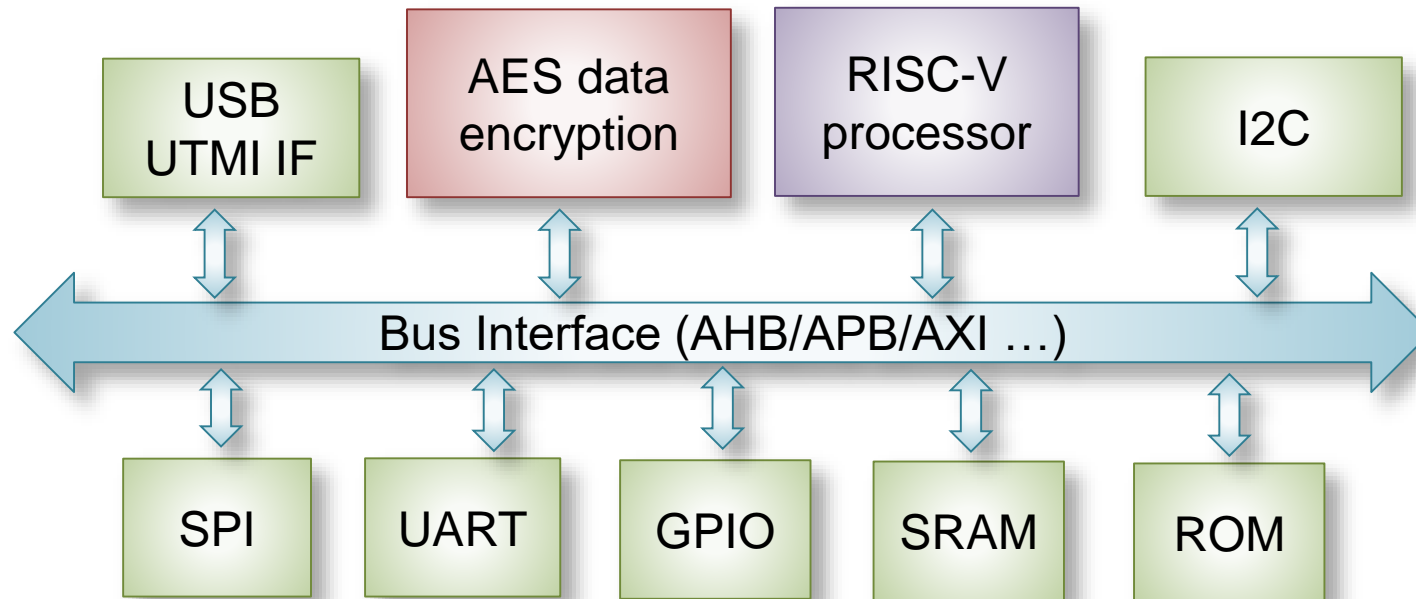 USB
UTMI IF
AES data
encryption
RISC-V
processor
I2C
Bus Interface (AHB/APB/AXI …)
SPI
UART
GPIO
SRAM
ROM